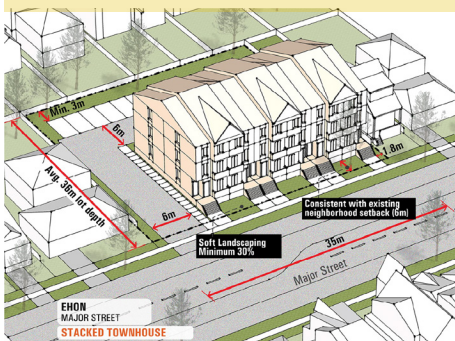 Min. 3m
6m
Avg. 36m lot depth
6m
1.8m
Consistent with existing
neighborhood setback (6m)
Soft Landscaping
Minimum 30%
35m
Major Street
EHON
MAJOR STREET
STACKED TOWNHOUSE